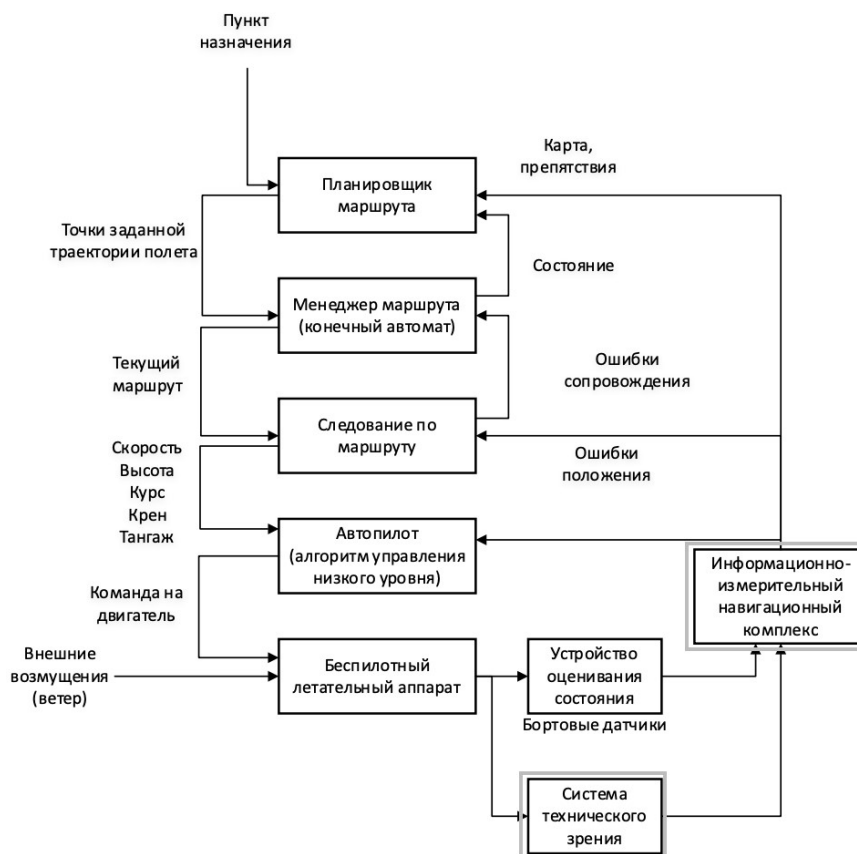 Пункт
назначения
Карта,
препятствия
Планировщик
маршрута
Точки заданной
траектории полета
Состояние
Менеджер маршрута
(конечный автомат)
Текущий
маршрут
Ошибки
сопровождения
Следование по
маршруту
Скорость
Высота
Курс
Крен
Тангаж
Ошибки
положения
Автопилот
(алгоритм управления
низкого уровня)
Информационно-
измерительный
навигационный
комплекс
Команда на
двигатель
Внешние
возмущения
(ветер)
Беспилотный
летательный аппарат
Устройство
оценивания
состояния
Бортовые датчики
Система
технического
зрения